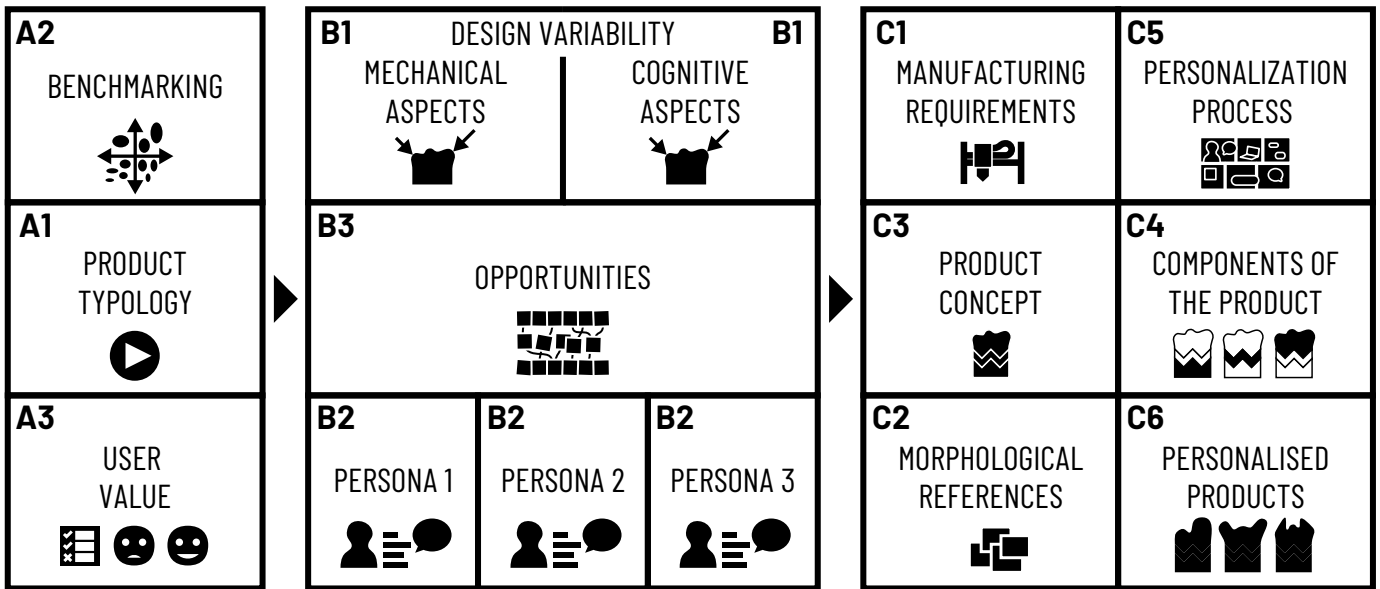 A2
BENCHMARKING
A1
PRODUCT
TYPOLOGY
A3
USER
VALUE
B1 DESIGN VARIABILITY B1
MECHANICAL
ASPECTS
COGNITIVE
ASPECTS
B3
OPPORTUNITIES
B2
PERSONA 1
B2
PERSONA 2
B2
PERSONA 3
C1
MANUFACTURING
REQUIREMENTS
C5
PERSONALIZATION
PROCESS
C3
PRODUCT
CONCEPT
C4
COMPONENTS OF
THE PRODUCT
C2
MORPHOLOGICAL
REFERENCES
C6
PERSONALISED
PRODUCTS